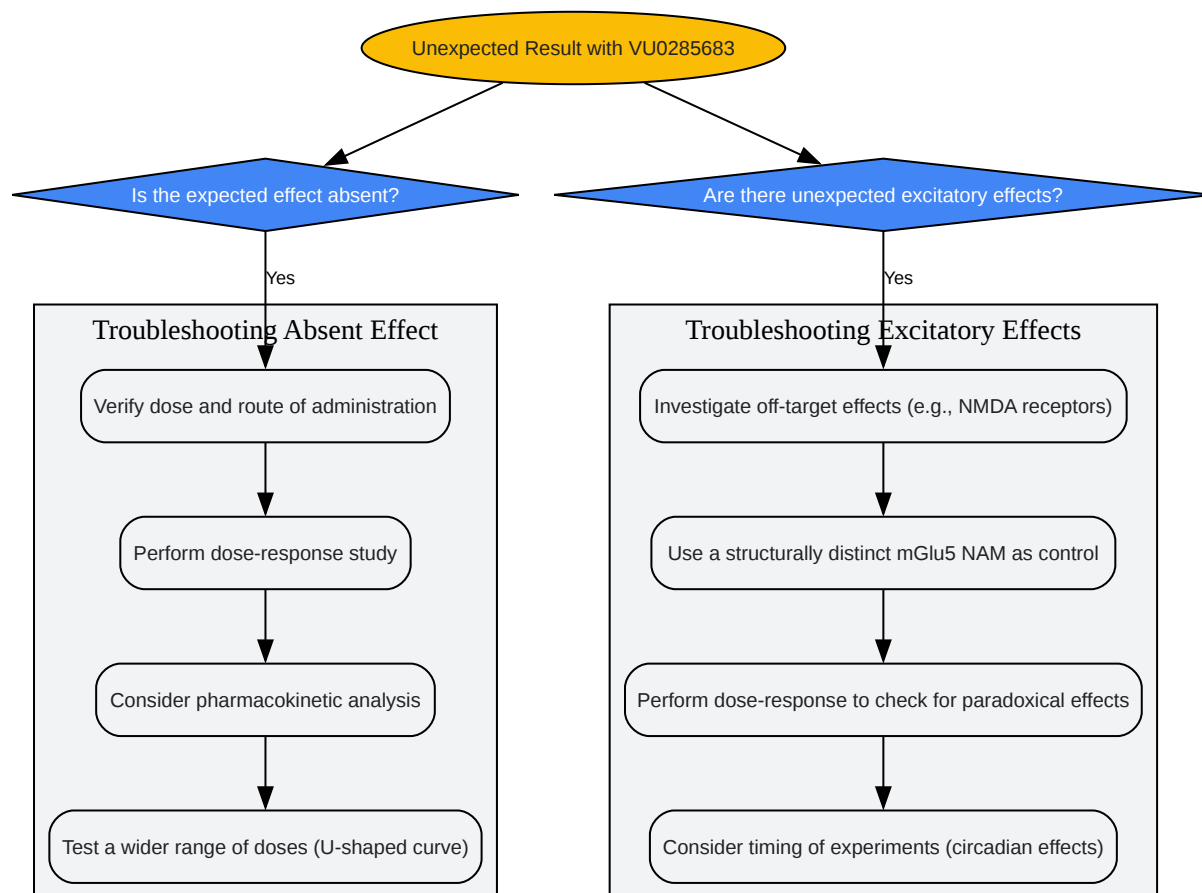 Unexpected Result with VU0285683
Is the expected effect absent?
Are there unexpected excitatory effects?
Yes
Yes
Troubleshooting Absent Effect
Troubleshooting Excitatory Effects
Verify dose and route of administration
Investigate off-target effects (e.g., NMDA receptors)
Perform dose-response study
Use a structurally distinct mGlu5 NAM as control
Consider pharmacokinetic analysis
Perform dose-response to check for paradoxical effects
Test a wider range of doses (U-shaped curve)
Consider timing of experiments (circadian effects)